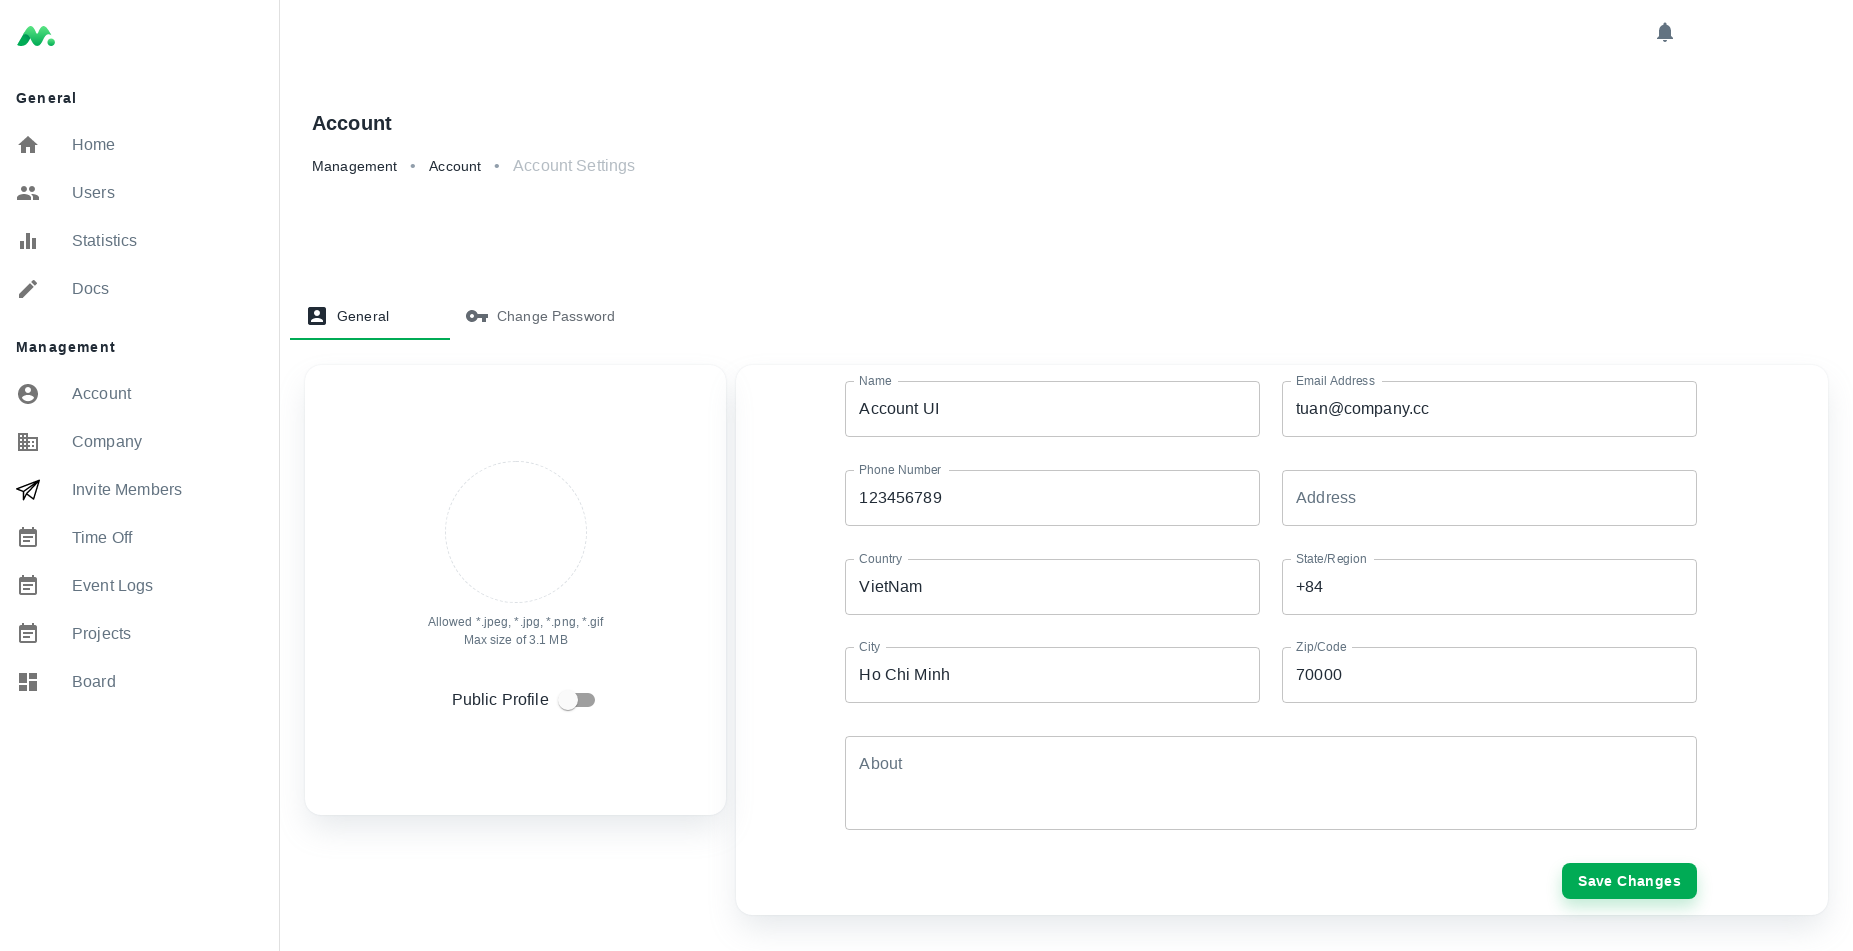 General
Home
Users
Statistics
Docs
Management
Account
Company
Invite Members
Time Off
Event Logs
Projects
Board
Account
Management • Account • Account Settings
General
Change Password
Allowed *.jpeg, *.jpg, *.png, *.gif
Max size of 3.1 MB
Public Profile
Name
Account UI
Email Address
tuan@company.cc
Phone Number
123456789
Address
Country
VietNam
State/Region
+84
City
Ho Chi Minh
Zip/Code
70000
About
Save Changes